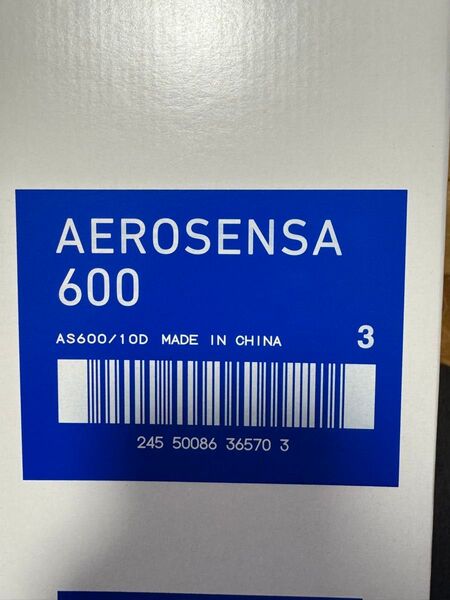 AEROSENSA
600
AS600/10D MADE IN CHINA 3
245 50086 36570 3